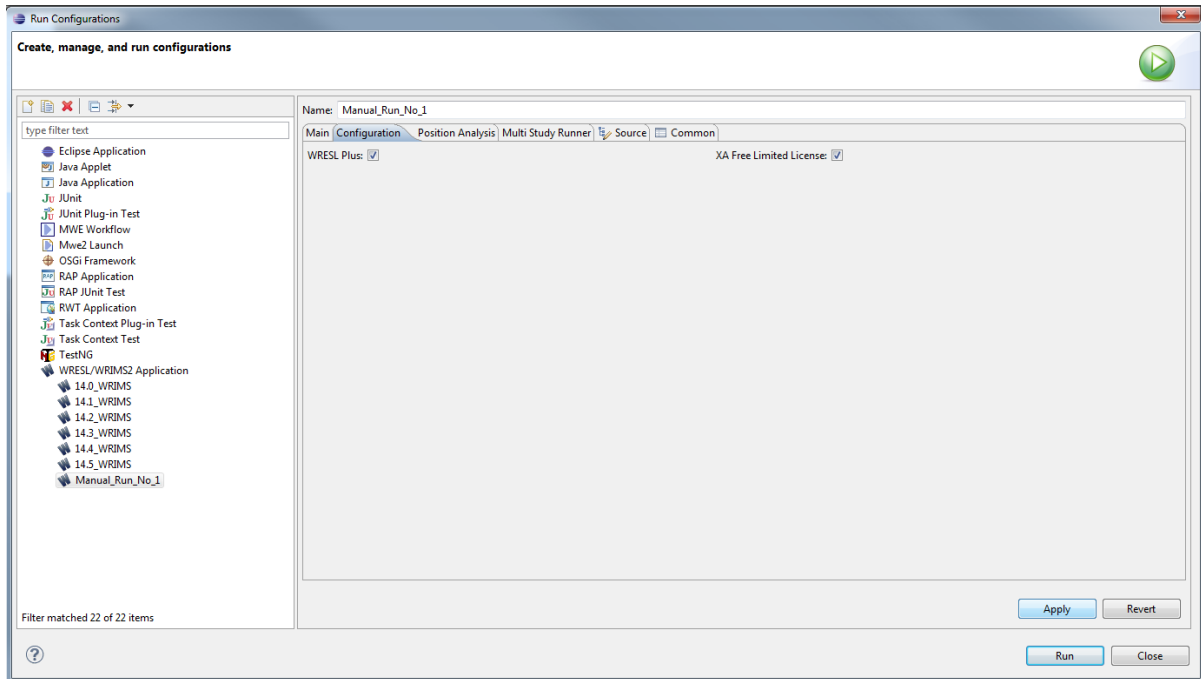 Run Configurations
Create, manage, and run configurations
type filter text
Eclipse Application
Java Applet
Java Application
JUnit
JUnit Plug-in Test
MWE Workflow
Mwe2 Launch
OSGi Framework
RAP Application
RAP JUnit Test
RWT Application
Task Context Plug-in Test
Task Context Test
TestNG
WRESL/WRIMS2 Application
14.0_WRIMS
14.1_WRIMS
14.2_WRIMS
14.3_WRIMS
14.4_WRIMS
14.5_WRIMS
Manual_Run_No_1
Filter matched 22 of 22 items
Name: Manual_Run_No_1
Main Configuration Position Analysis Multi Study Runner Source Common
WRESL Plus: XA Free Limited License:
Apply Revert
Run Close